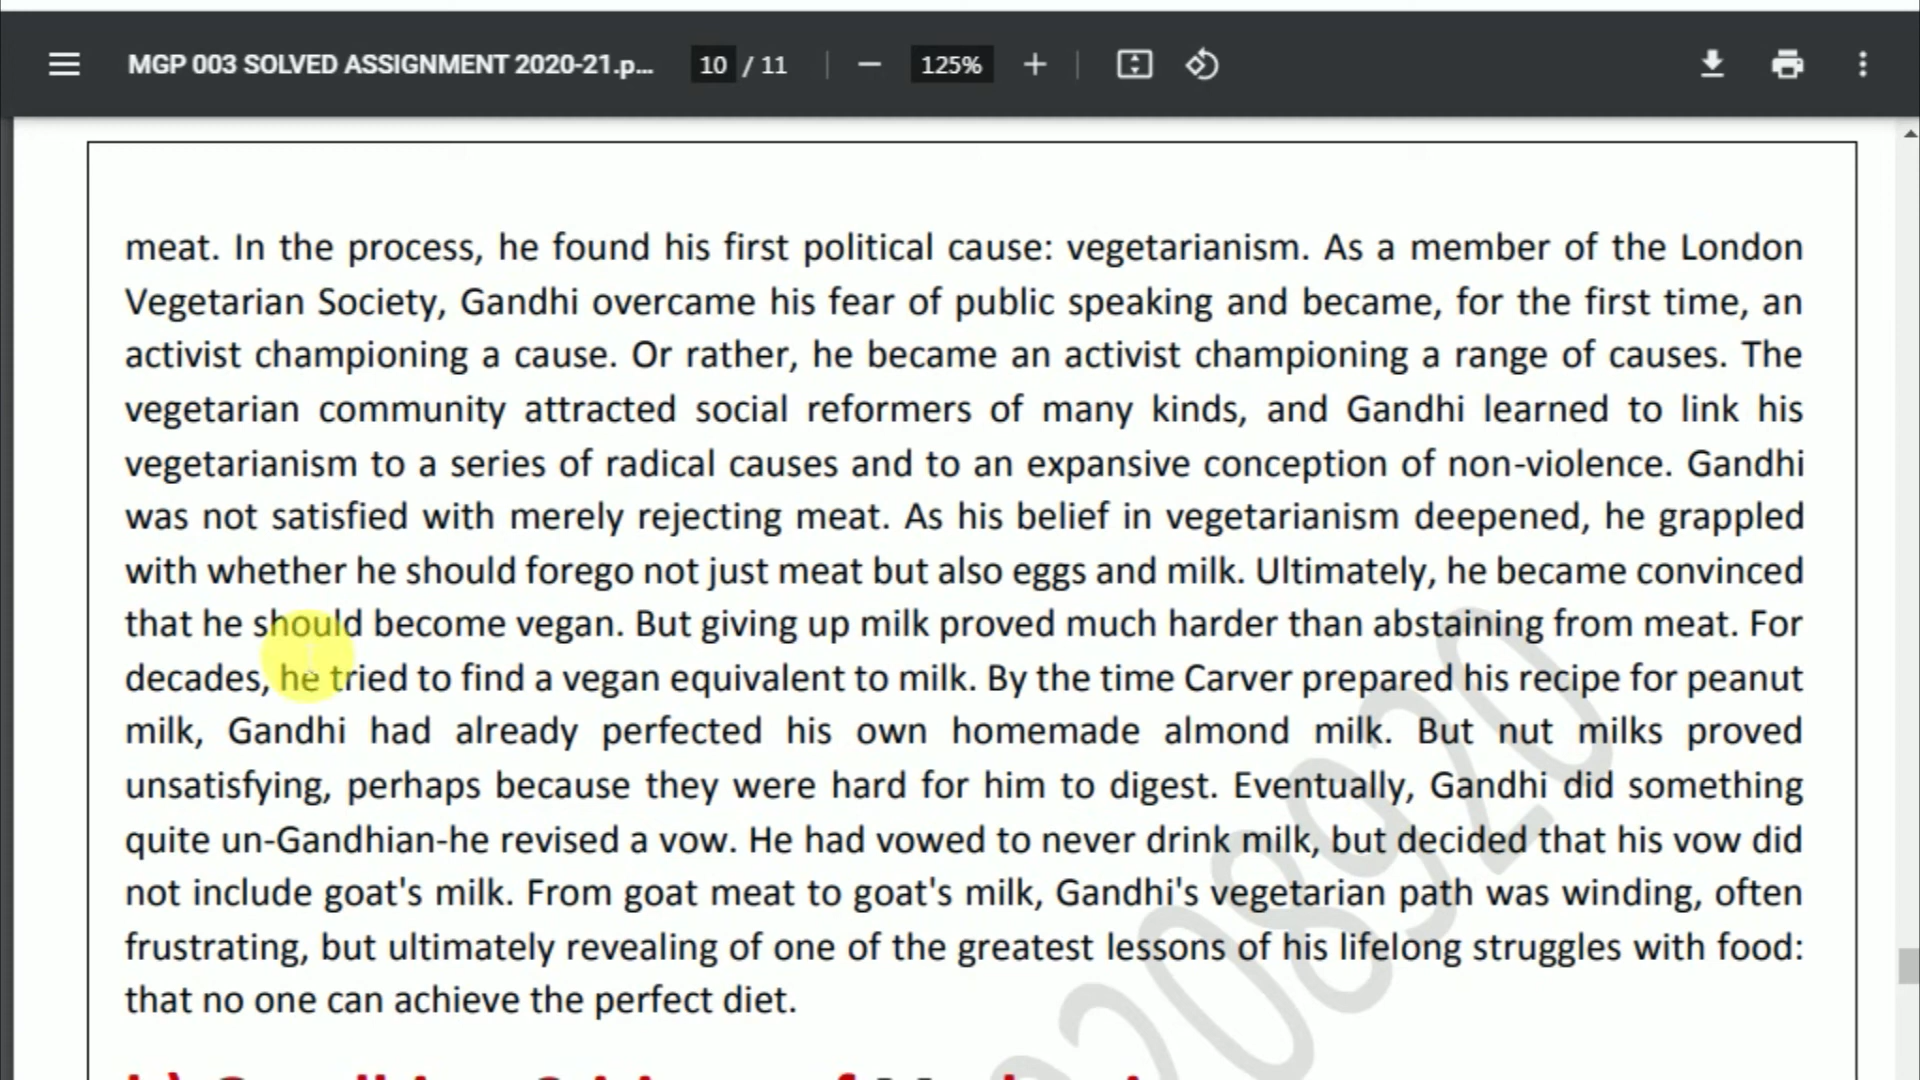 MGP 003 SOLVED ASSIGNMENT 2020-21.p... 10 / 11 125%
meat. In the process, he found his first political cause: vegetarianism. As a member of the London
Vegetarian Society, Gandhi overcame his fear of public speaking and became, for the first time, an
activist championing a cause. Or rather, he became an activist championing a range of causes. The
vegetarian community attracted social reformers of many kinds, and Gandhi learned to link his
vegetarianism to a series of radical causes and to an expansive conception of non-violence. Gandhi
was not satisfied with merely rejecting meat. As his belief in vegetarianism deepened, he grappled
with whether he should forego not just meat but also eggs and milk. Ultimately, he became convinced
that he should become vegan. But giving up milk proved much harder than abstaining from meat. For
decades, he tried to find a vegan equivalent to milk. By the time Carver prepared his recipe for peanut
milk, Gandhi had already perfected his own homemade almond milk. But nut milks proved
unsatisfying, perhaps because they were hard for him to digest. Eventually, Gandhi did something
quite un-Gandhian-he revised a vow. He had vowed to never drink milk, but decided that his vow did
not include goat's milk. From goat meat to goat's milk, Gandhi's vegetarian path was winding, often
frustrating, but ultimately revealing of one of the greatest lessons of his lifelong struggles with food:
that no one can achieve the perfect diet.
208920